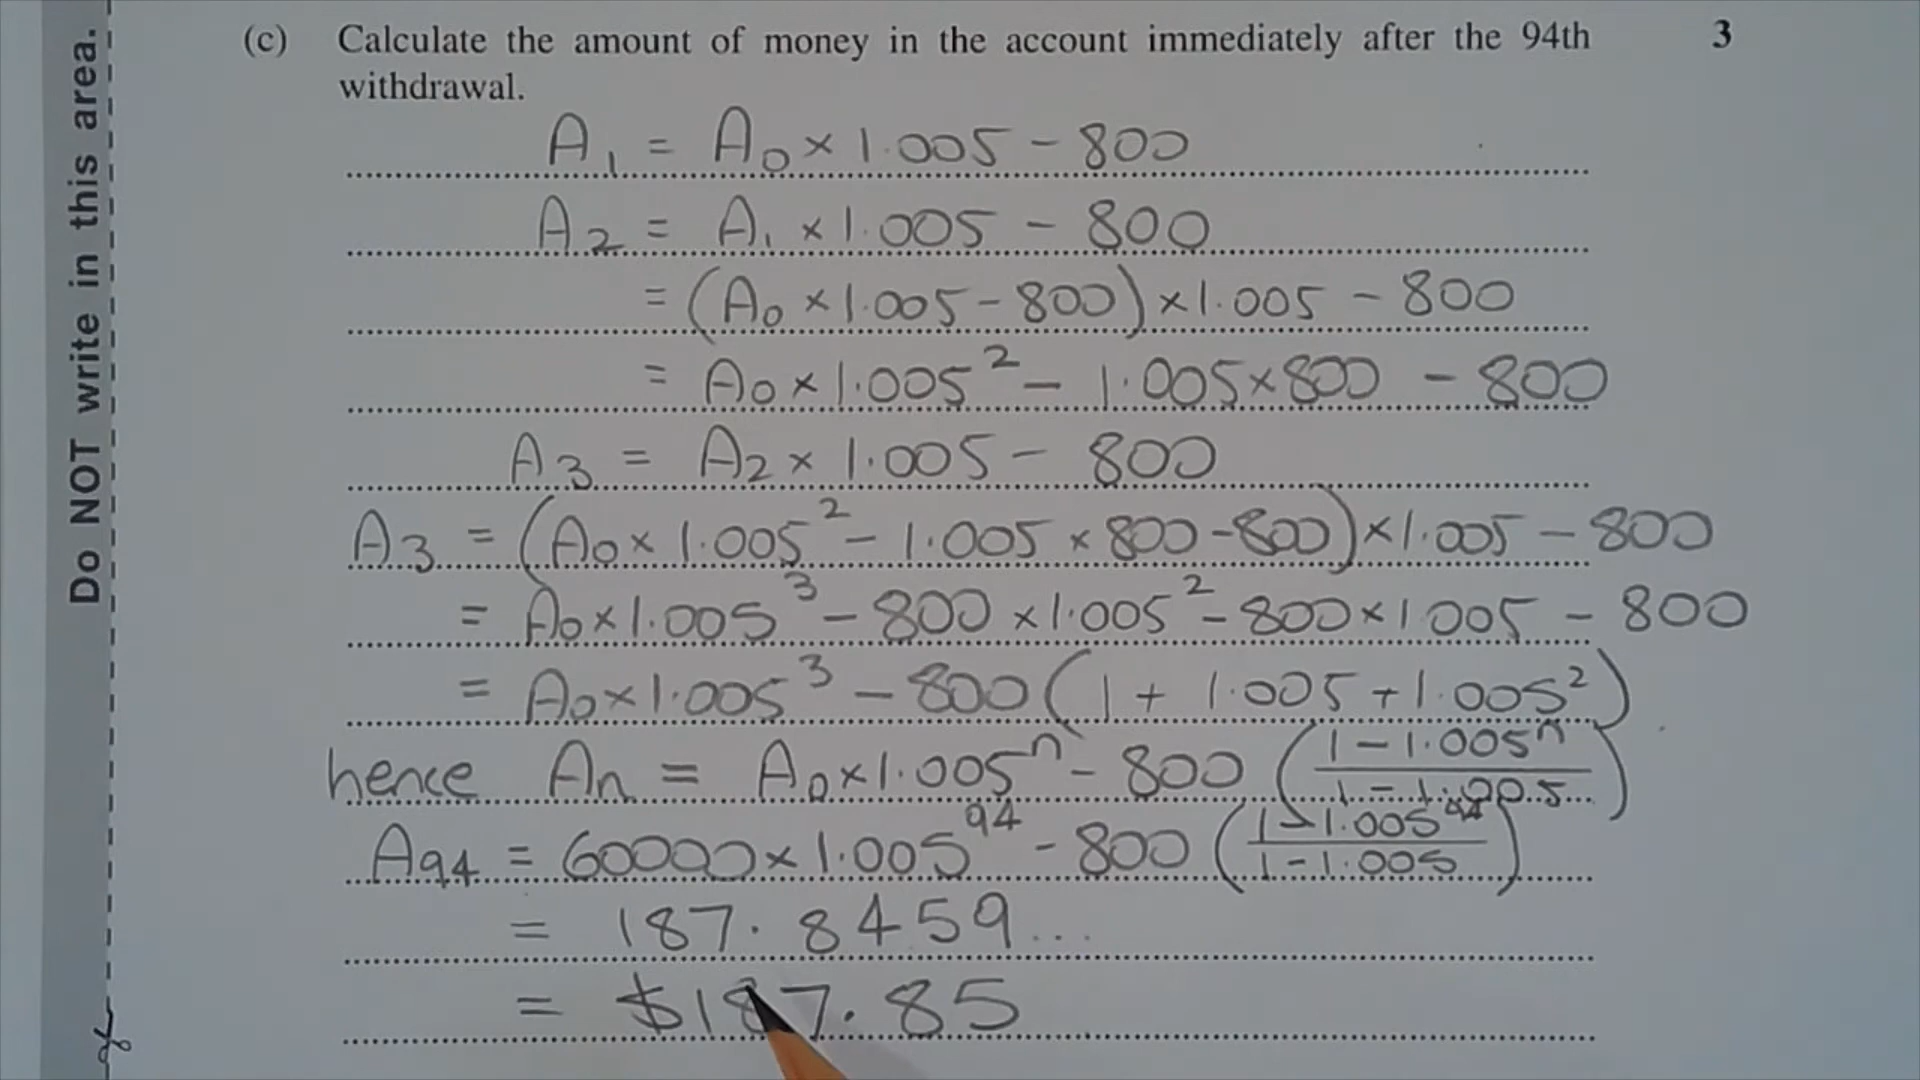 Do NOT write in this area.
(c) Calculate the amount of money in the account immediately after the 94th 3
withdrawal.
A₁ = A₀ × 1.005 - 800
A₂ = A₁ × 1.005 - 800
= (A₀ × 1.005 - 800) × 1.005 - 800
= A₀ × 1.005² - 1.005 × 800 - 800
A₃ = A₂ × 1.005 - 800
A₃ = (A₀ × 1.005² - 1.005 × 800 - 800) × 1.005 - 800
= A₀ × 1.005³ - 800 × 1.005² - 800 × 1.005 - 800
= A₀ × 1.005³ - 800 (1 + 1.005 + 1.005²)
hence Aₙ = A₀ × 1.005ⁿ - 800 ((1 - 1.005ⁿ)/(1 - 1.005))
A₉₄ = 60000 × 1.005⁹⁴ - 800 ((1 - 1.005⁹⁴)/(1 - 1.005))
= 187.8459...
= $187.85